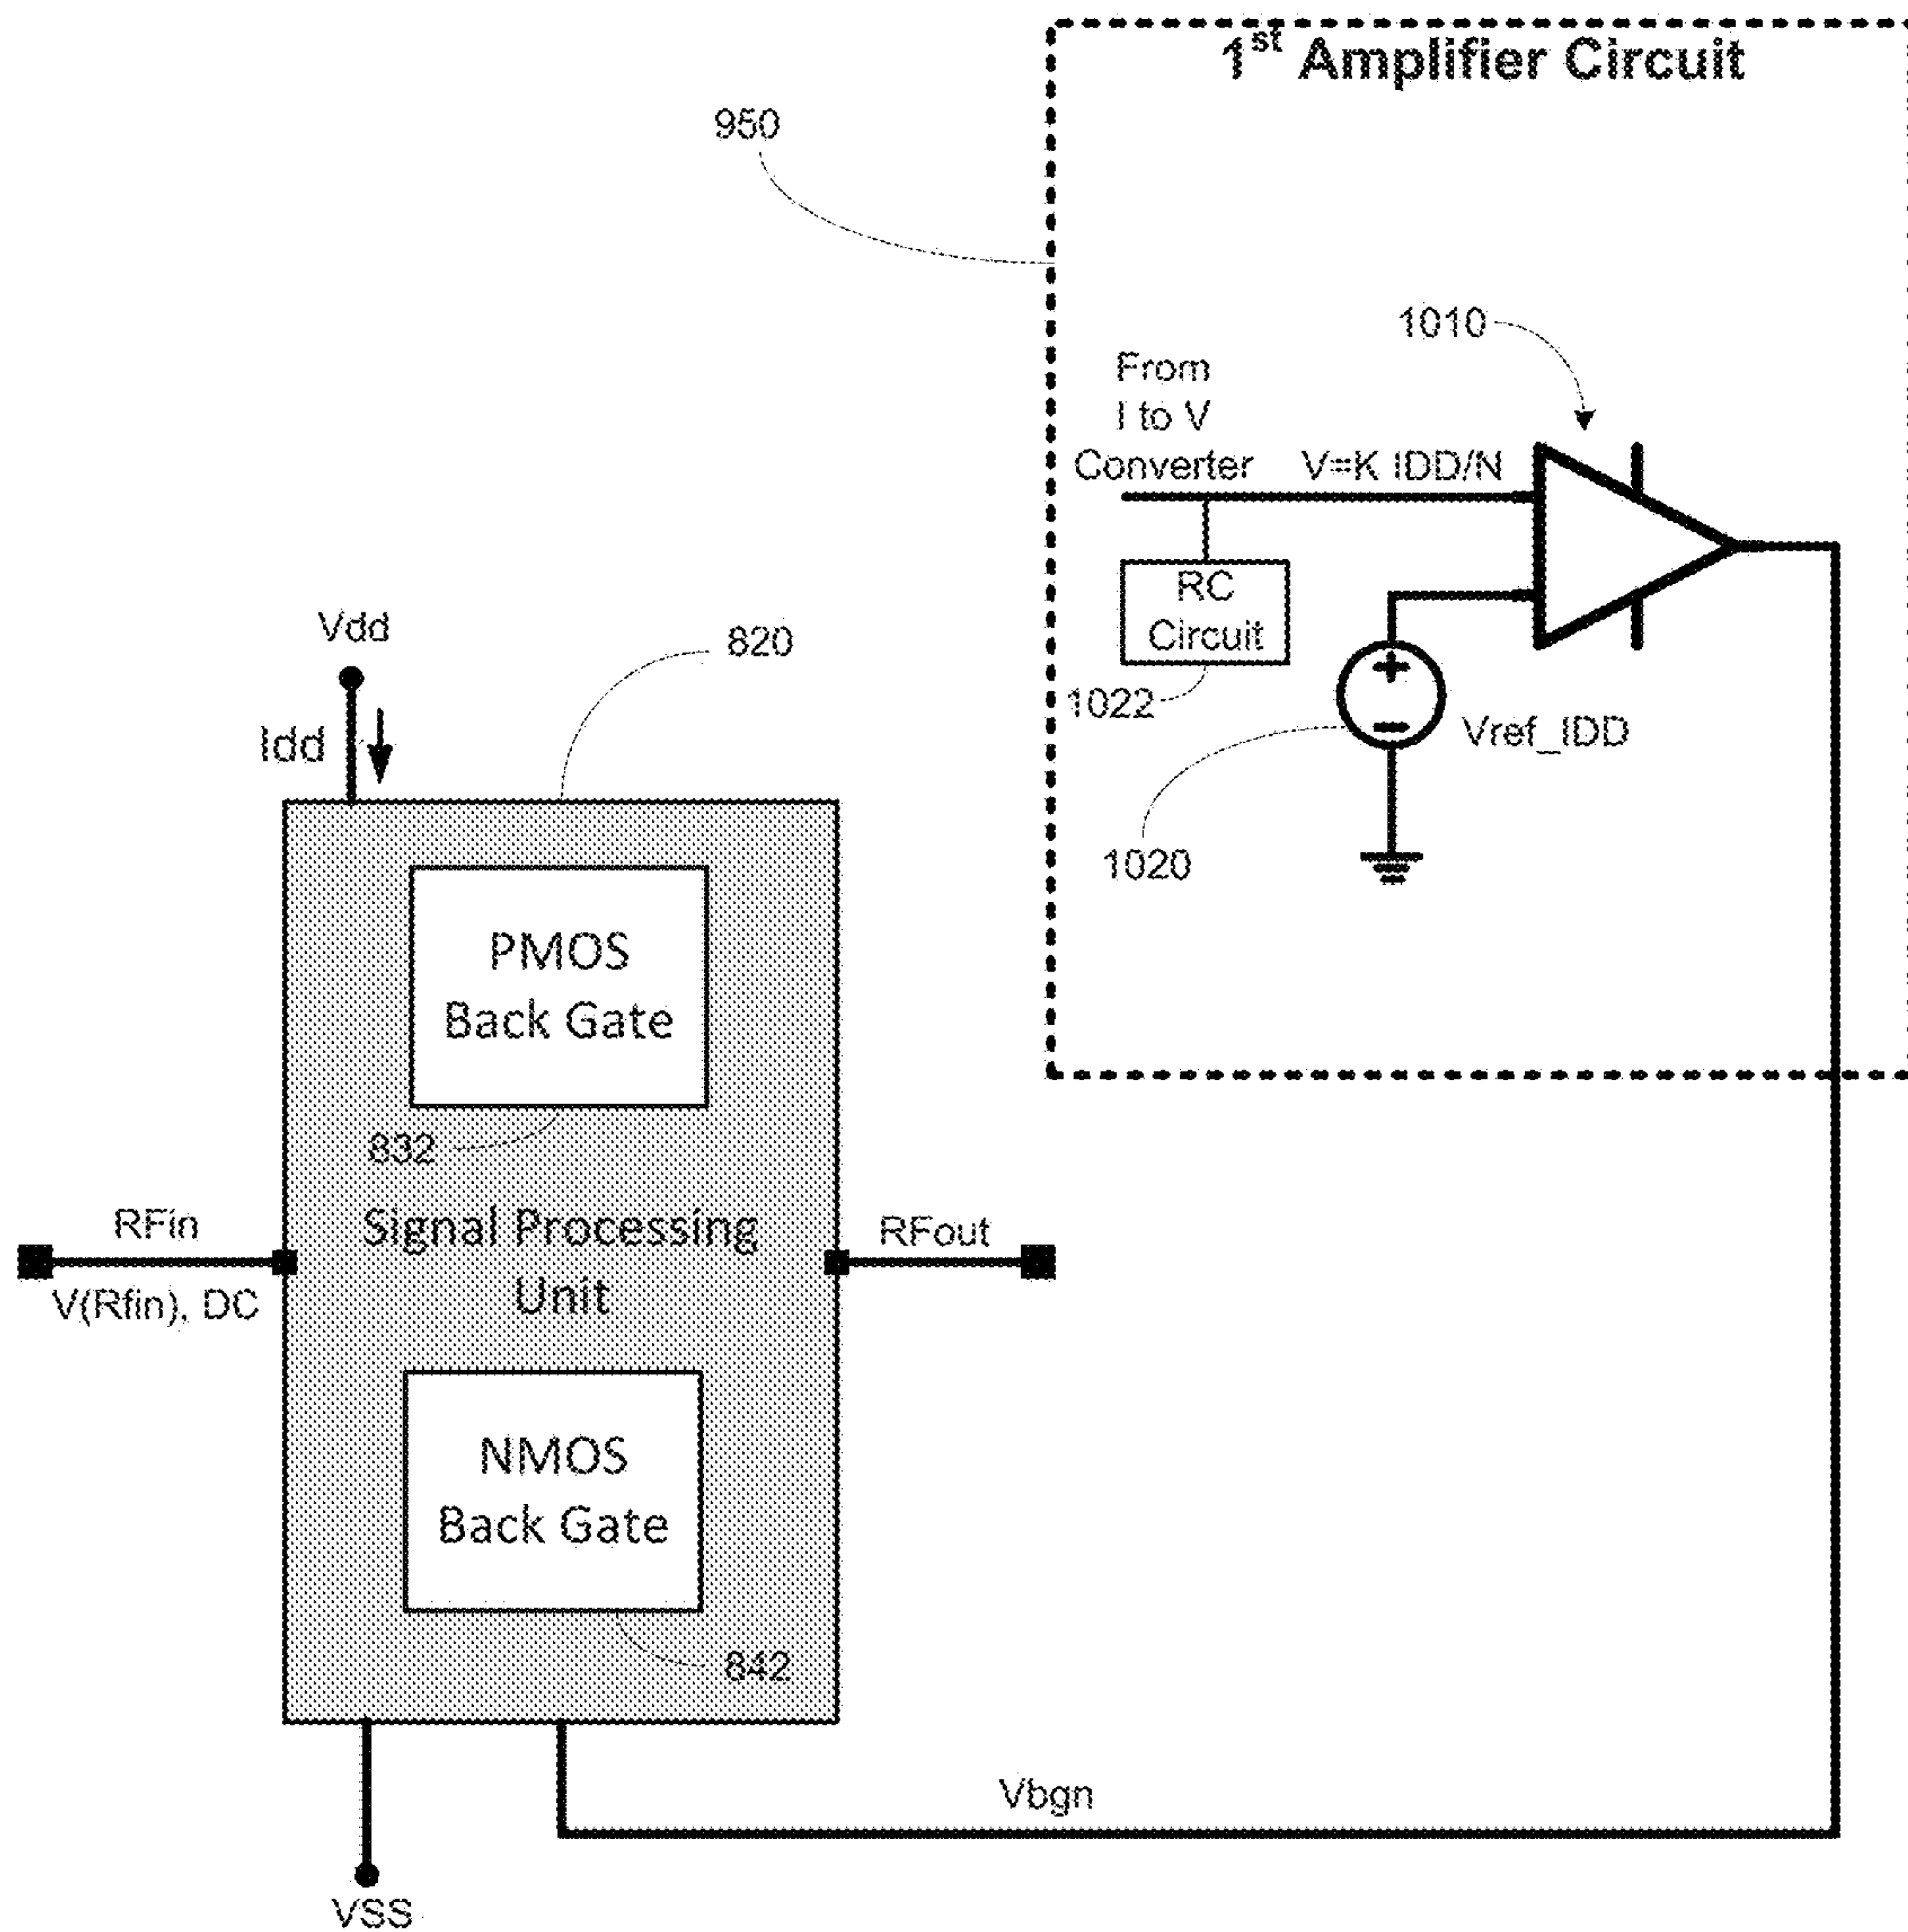 1st Amplifier Circuit
950
1010
From
I to V
Converter
V=K IDD/N
RC
Circuit
1022
Vref_IDD
1020
Vdd
820
Idd
PMOS
Back Gate
832
RFin
V(Rfin), DC
Signal Processing
Unit
RFout
NMOS
Back Gate
842
Vbgn
VSS